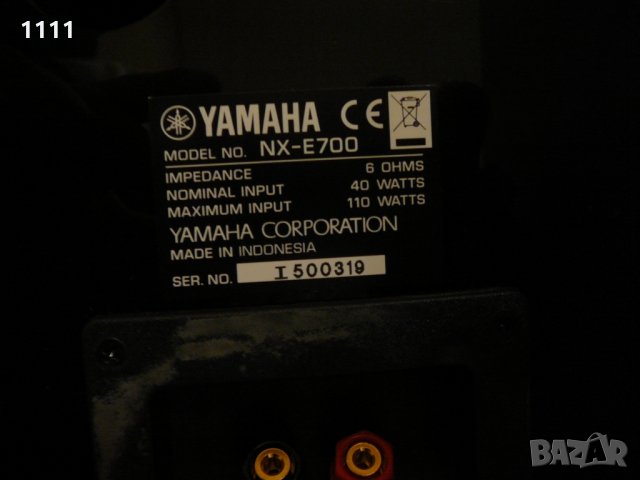 1111
YAMAHA CE
MODEL NO. NX-E700
IMPEDANCE 6 OHMS
NOMINAL INPUT 40 WATTS
MAXIMUM INPUT 110 WATTS
YAMAHA CORPORATION
MADE IN INDONESIA
SER. NO. I500319
BAZAR